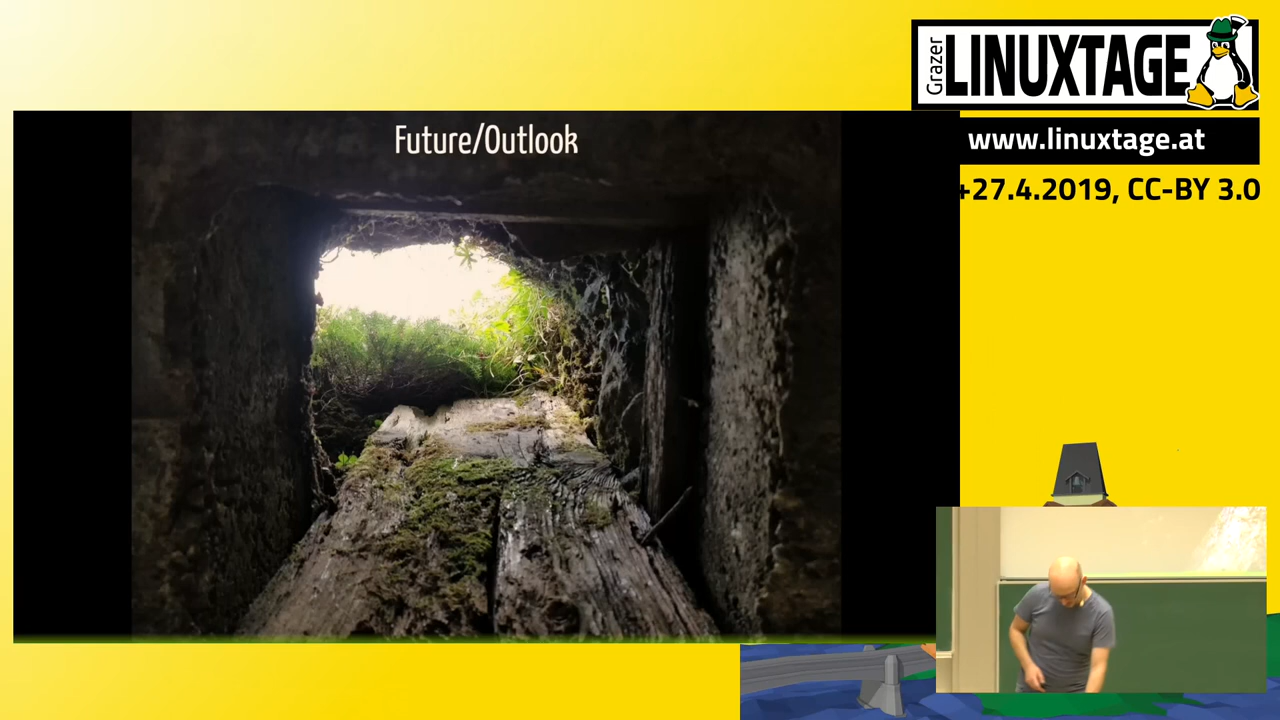 Grazer
LINUXTAGE
Future/Outlook
www.linuxtage.at
+27.4.2019, CC-BY 3.0